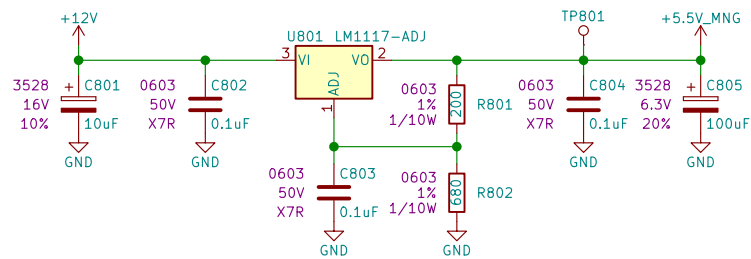 +12V
TP801
+5.5V_MNG
U801 LM1117-ADJ
3 VI VO 2
ADJ
1
3528 + C801
16V
10% 10uF
GND
0603 C802
50V
X7R 0.1uF
GND
0603
1% 200 R801
1/10W
0603 C804
50V
X7R 0.1uF
GND
3528 + C805
6.3V
20% 100uF
GND
0603 C803
50V
X7R 0.1uF
GND
0603
1% 680 R802
1/10W
GND